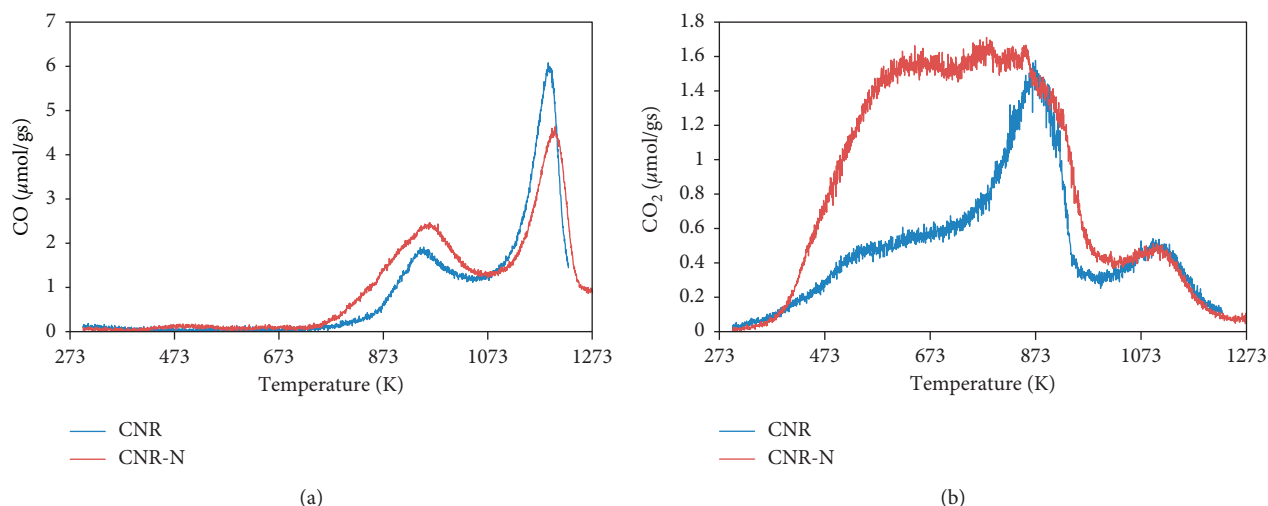 7
6
5
4
3
2
1
0
CO (µmol/gs)
273 473 673 873 1073 1273
Temperature (K)
CNR
CNR-N
(a)
1.8
1.6
1.4
1.2
1
0.8
0.6
0.4
0.2
0
CO₂ (µmol/gs)
273 473 673 873 1073 1273
Temperature (K)
CNR
CNR-N
(b)